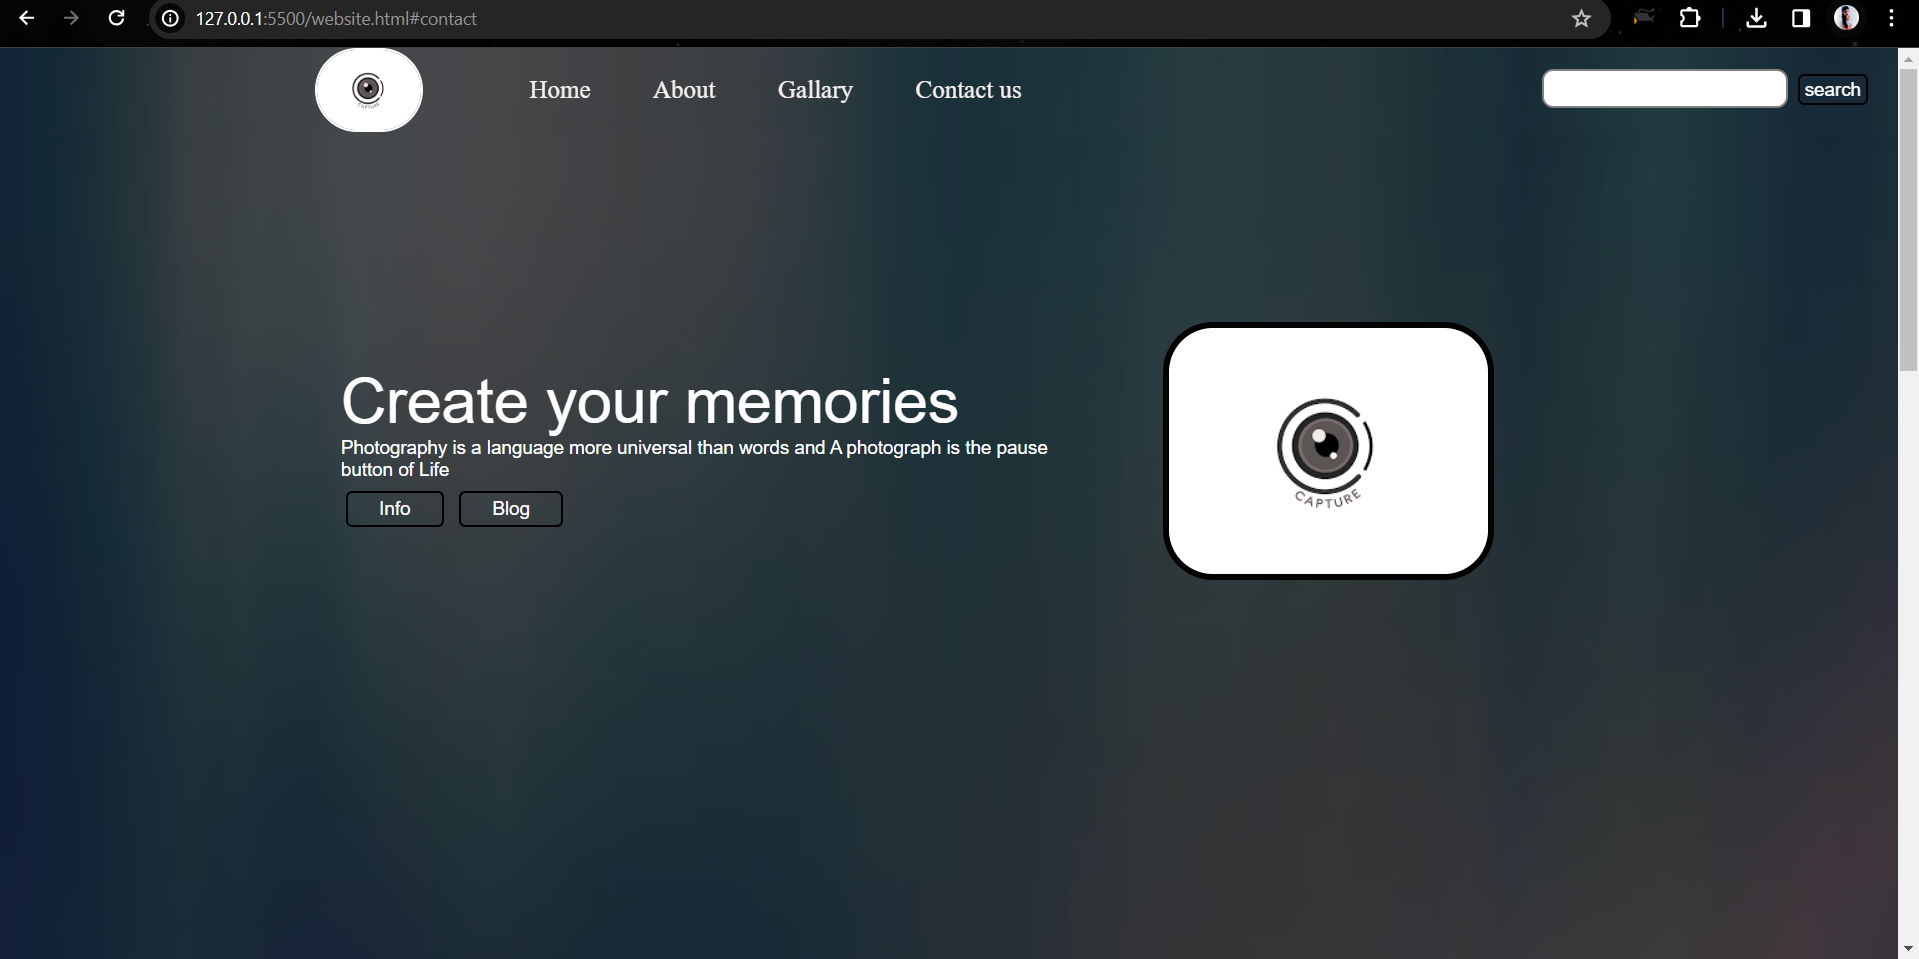 127.0.0.1:5500/website.html#contact
CAPTURE
Home About Gallary Contact us
search
Create your memories
Photography is a language more universal than words and A photograph is the pause
button of Life
Info Blog
CAPTURE